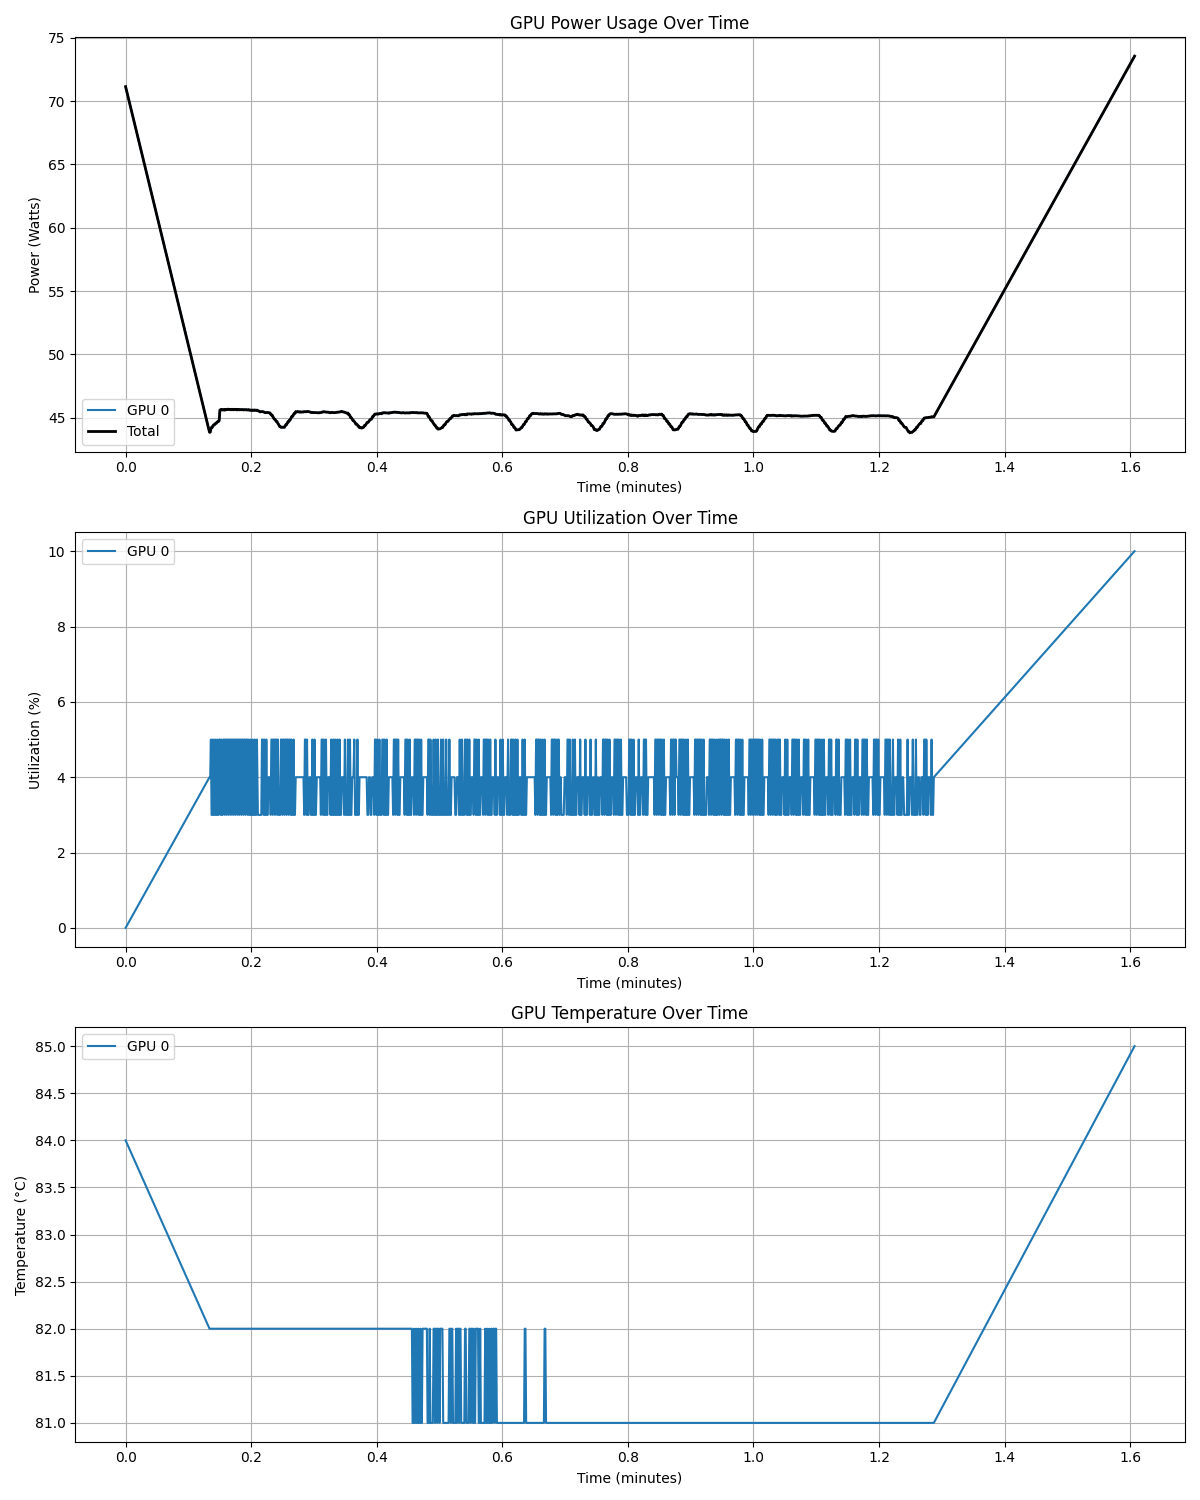 GPU Power Usage Over Time
75
70
65
60
55
50
45
Power (Watts)
GPU 0
Total
0.0 0.2 0.4 0.6 0.8 1.0 1.2 1.4 1.6
Time (minutes)
GPU Utilization Over Time
10
8
6
4
2
0
Utilization (%)
GPU 0
0.0 0.2 0.4 0.6 0.8 1.0 1.2 1.4 1.6
Time (minutes)
GPU Temperature Over Time
85.0
84.5
84.0
83.5
83.0
82.5
82.0
81.5
81.0
Temperature (°C)
GPU 0
0.0 0.2 0.4 0.6 0.8 1.0 1.2 1.4 1.6
Time (minutes)